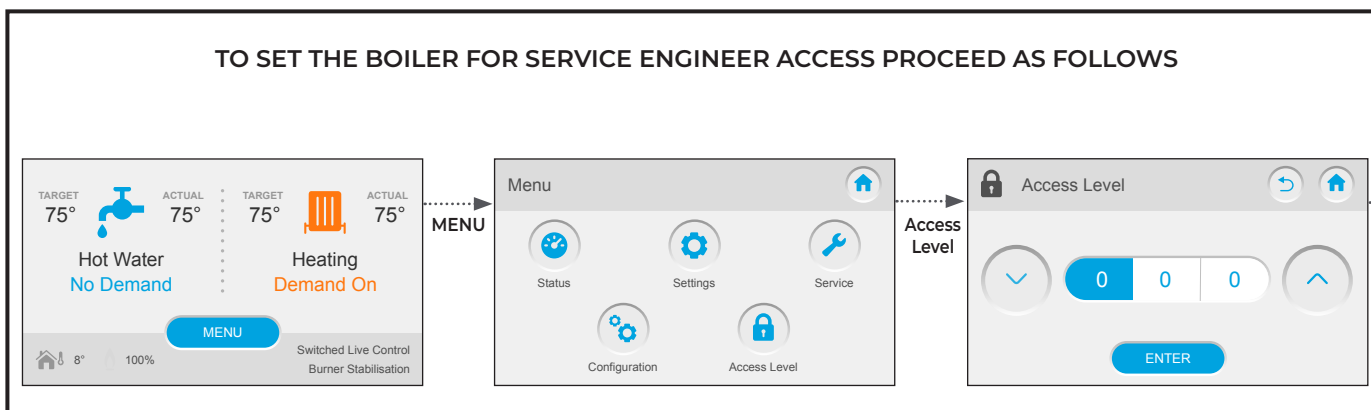 TO SET THE BOILER FOR SERVICE ENGINEER ACCESS PROCEED AS FOLLOWS
TARGET
75°
ACTUAL
75°
Hot Water
No Demand
TARGET
75°
ACTUAL
75°
Heating
Demand On
MENU
8°
100%
Switched Live Control
Burner Stabilisation
MENU
Menu
Status
Settings
Service
Configuration
Access Level
Access
Level
Access Level
0 0 0
ENTER